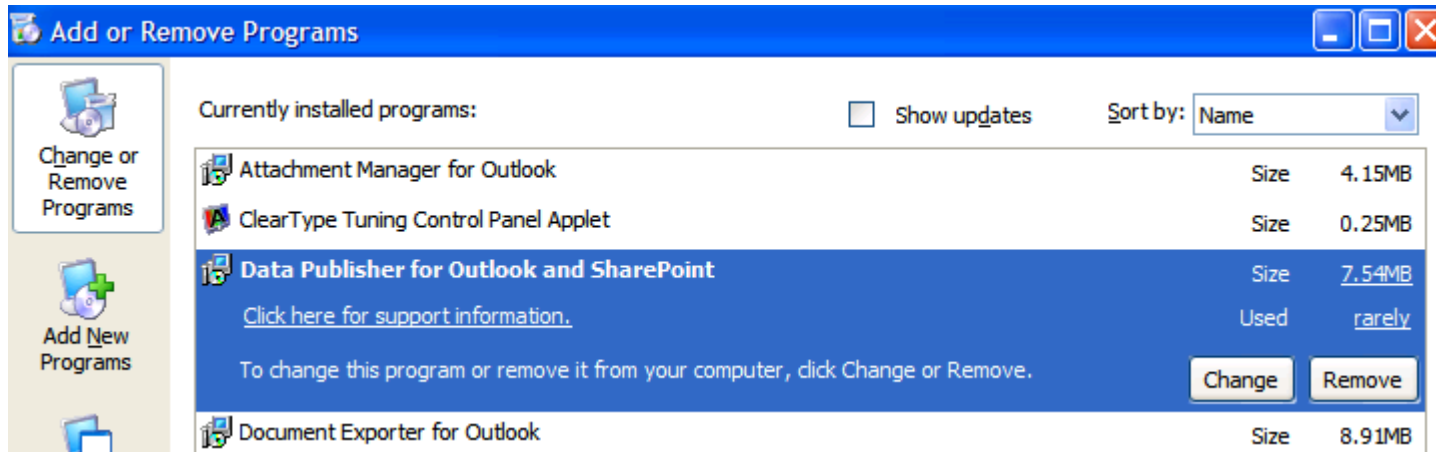 Add or Remove Programs
Change or
Remove
Programs
Add New
Programs
Currently installed programs:
Show updates
Sort by: Name
Attachment Manager for Outlook Size 4.15MB
ClearType Tuning Control Panel Applet Size 0.25MB
Data Publisher for Outlook and SharePoint Size 7.54MB
Click here for support information. Used rarely
To change this program or remove it from your computer, click Change or Remove. Change Remove
Document Exporter for Outlook Size 8.91MB